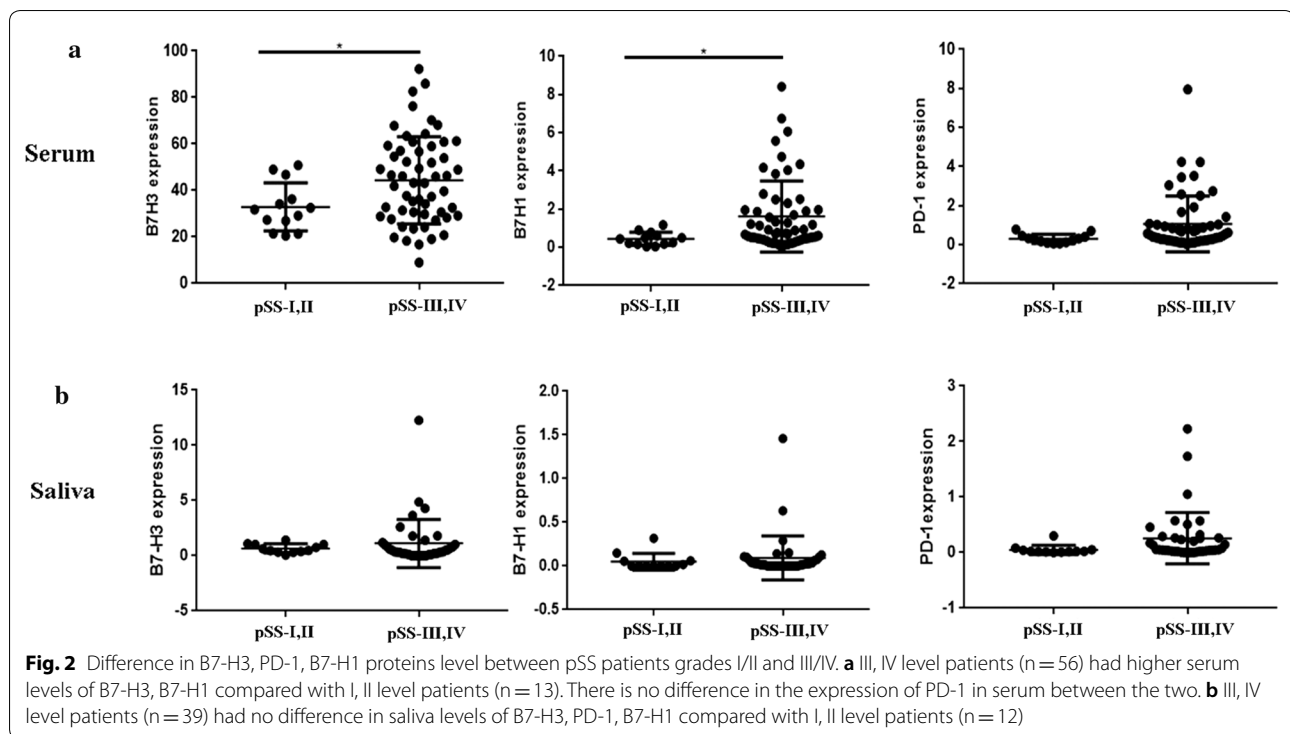 a
Serum
B7H3 expression
100
80
60
40
20
0
*
pSS-I,II
pSS-III,IV
B7H1 expression
10
8
6
4
2
0
-2
*
pSS-I,II
pSS-III,IV
PD-1 expression
10
8
6
4
2
0
-2
pSS-I,II
pSS-III,IV
b
Saliva
B7-H3 expression
15
10
5
0
-5
pSS-I,II
pSS-III,IV
B7-H1 expression
2.0
1.5
1.0
0.5
0.0
-0.5
pSS-I,II
pSS-III,IV
PD-1expression
3
2
1
0
-1
pSS-I,II
pSS-III,IV
Fig. 2 Difference in B7-H3, PD-1, B7-H1 proteins level between pSS patients grades I/II and III/IV. a III, IV level patients (n = 56) had higher serum
levels of B7-H3, B7-H1 compared with I, II level patients (n = 13). There is no difference in the expression of PD-1 in serum between the two. b III, IV
level patients (n = 39) had no difference in saliva levels of B7-H3, PD-1, B7-H1 compared with I, II level patients (n = 12)